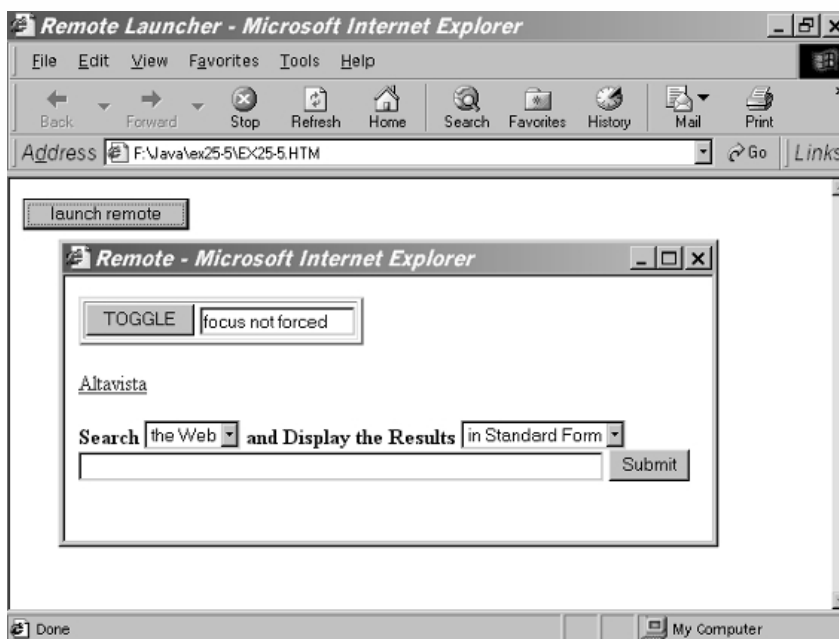 Remote Launcher - Microsoft Internet Explorer
File Edit View Favorites Tools Help
Back Forward Stop Refresh Home Search Favorites History Mail Print
Address F:\Java\ex25-5\EX25-5.HTM Go Links
launch remote
Remote - Microsoft Internet Explorer
TOGGLE focus not forced
Altavista
Search the Web and Display the Results in Standard Form
Submit
Done My Computer